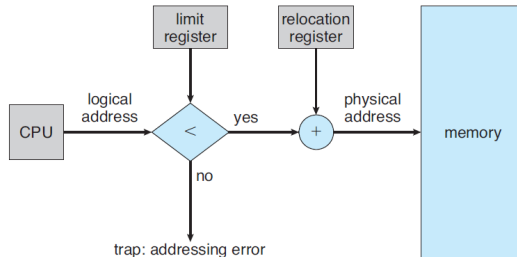 limit
register
relocation
register
logical
address
physical
address
CPU
<
yes
+
memory
no
trap: addressing error